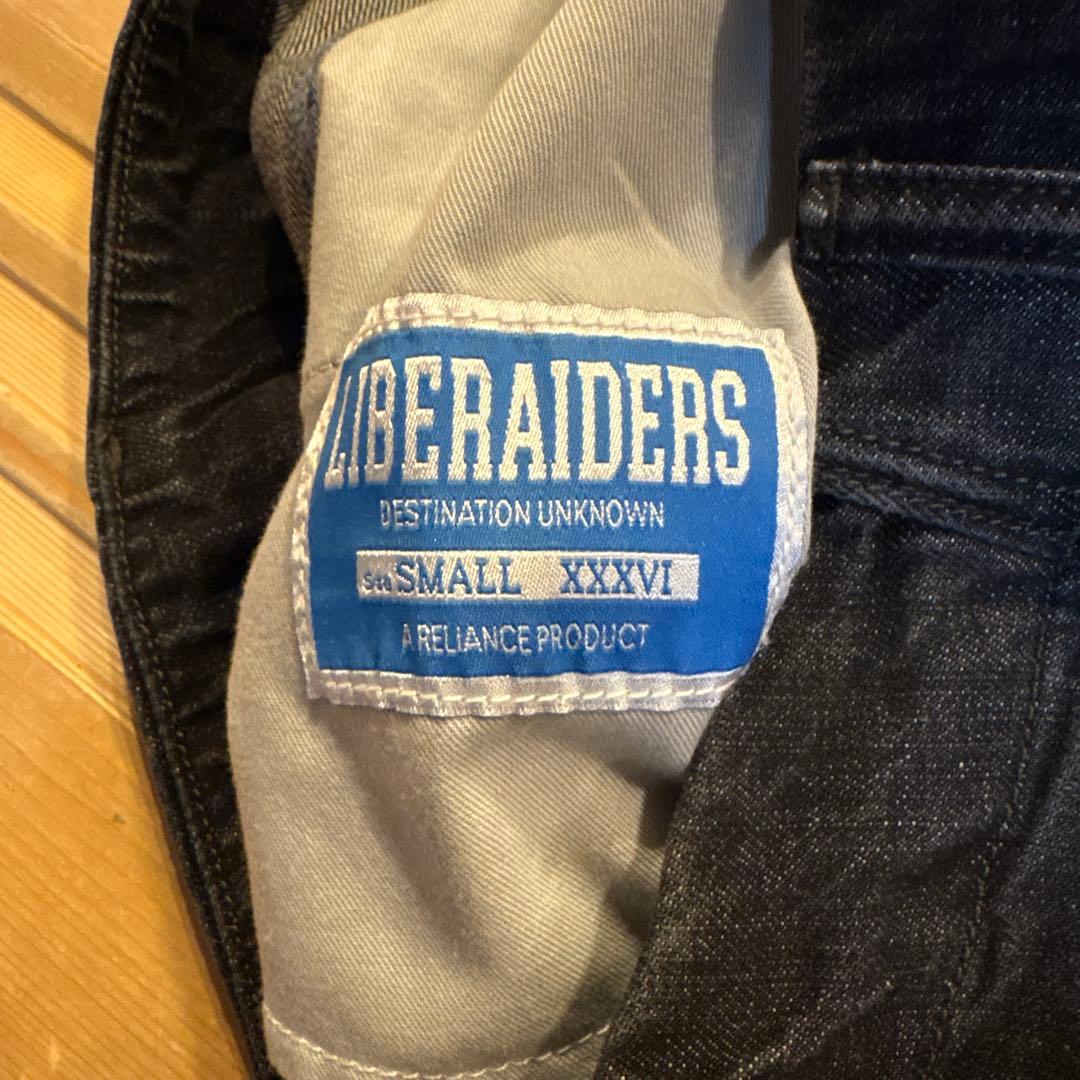 LIBERAIDERS
DESTINATION UNKNOWN
SMALL XXXVI
A RELIANCE PRODUCT